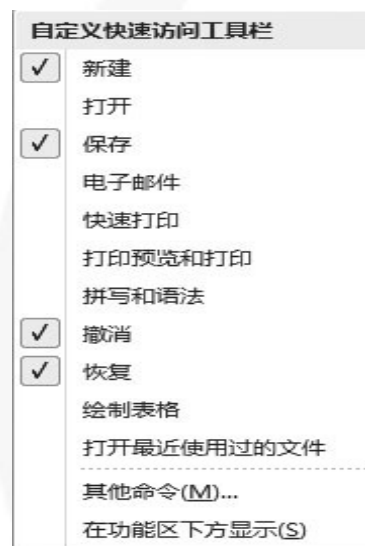 自定义快速访问工具栏
新建
打开
保存
电子邮件
快速打印
打印预览和打印
拼写和语法
撤消
恢复
绘制表格
打开最近使用过的文件
其他命令(M)...
在功能区下方显示(S)